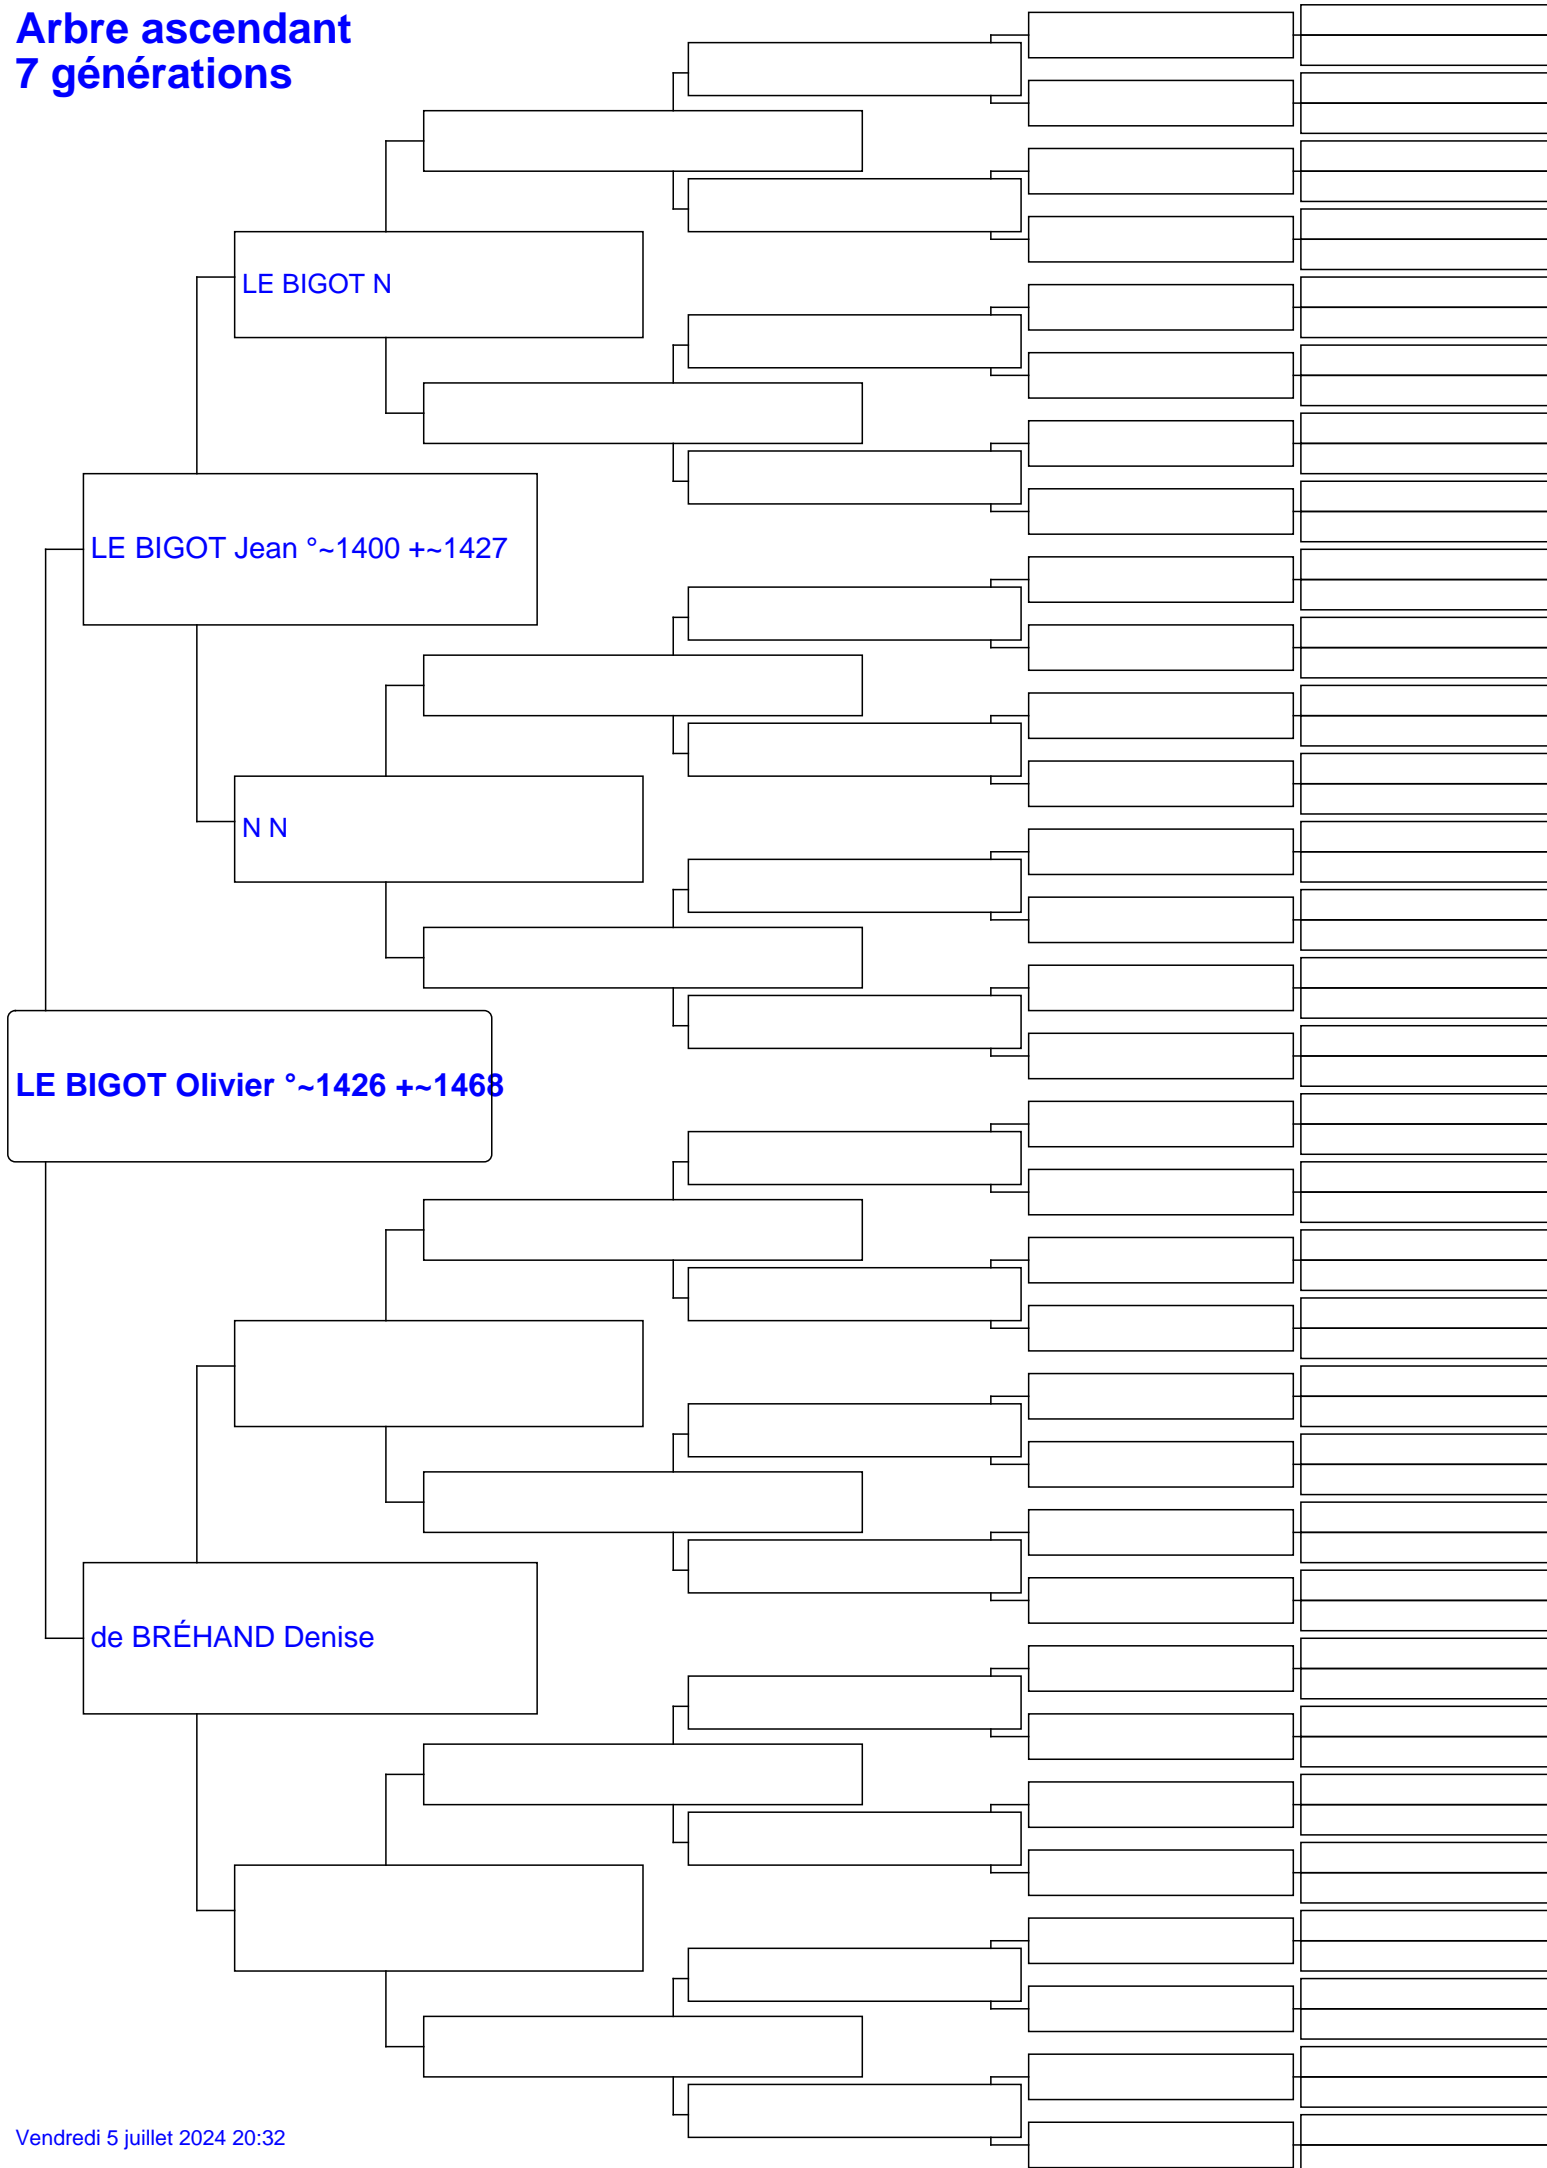 Arbre ascendant
7 générations
LE BIGOT N
LE BIGOT Jean °~1400 +~1427
N N
LE BIGOT Olivier °~1426 +~1468
de BRÉHAND Denise
Vendredi 5 juillet 2024 20:32